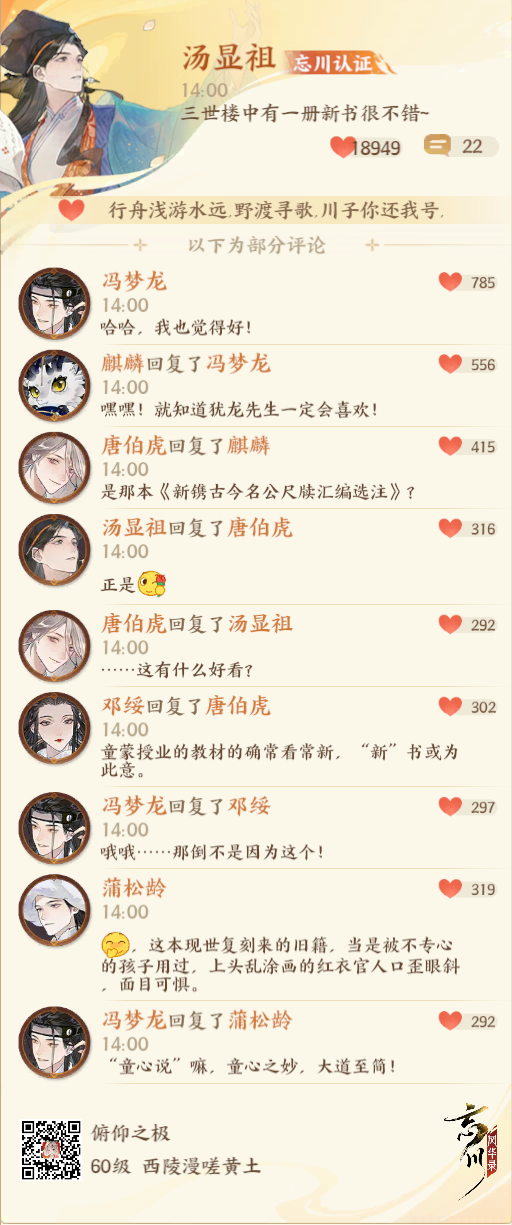 汤显祖 忘川认证
14:00
三世楼中有一册新书很不错~
18949 22
行舟浅游水远,野渡寻歌,川子你还我号,
以下为部分评论
冯梦龙 785
14:00
哈哈，我也觉得好！
麒麟回复了冯梦龙 556
14:00
嘿嘿！就知道犹龙先生一定会喜欢！
唐伯虎回复了麒麟 415
14:00
是那本《新镌古今名公尺牍汇编选注》？
汤显祖回复了唐伯虎 316
14:00
正是
唐伯虎回复了汤显祖 292
14:00
……这有什么好看？
邓绥回复了唐伯虎 302
14:00
童蒙授业的教材的确常看常新，“新”书或为
此意。
冯梦龙回复了邓绥 297
14:00
哦哦……那倒不是因为这个！
蒲松龄 319
14:00
，这本现世复刻来的旧籍，当是被不专心
的孩子用过，上头乱涂画的红衣官人口歪眼斜
，面目可惧。
冯梦龙回复了蒲松龄 292
14:00
“童心说”嘛，童心之妙，大道至简！
俯仰之极
60级 西陵漫嗟黄土
忘川
风华录